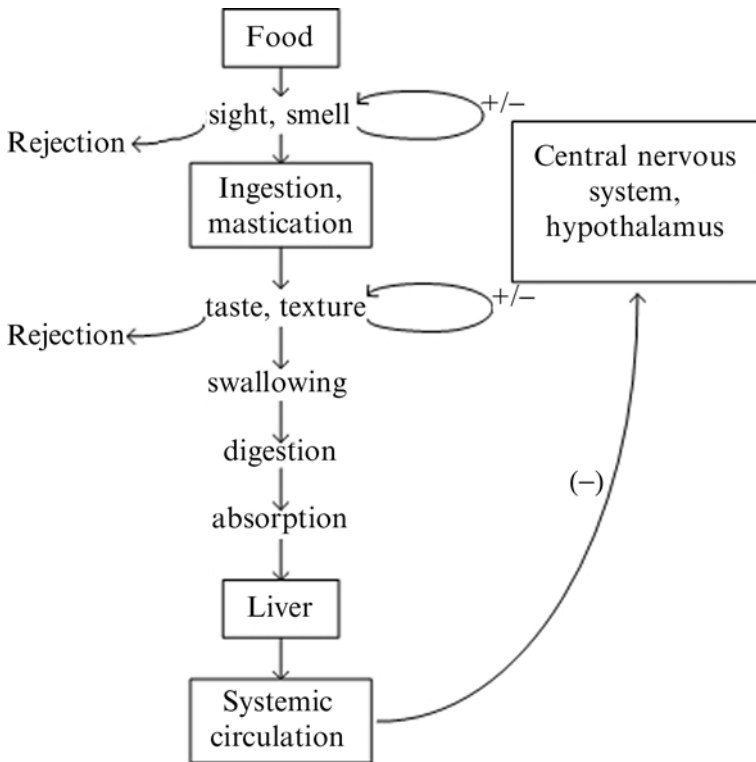 Food
sight, smell
+/−
Rejection
Ingestion,
mastication
Central nervous
system,
hypothalamus
taste, texture
+/−
Rejection
swallowing
digestion
absorption
(−)
Liver
Systemic
circulation